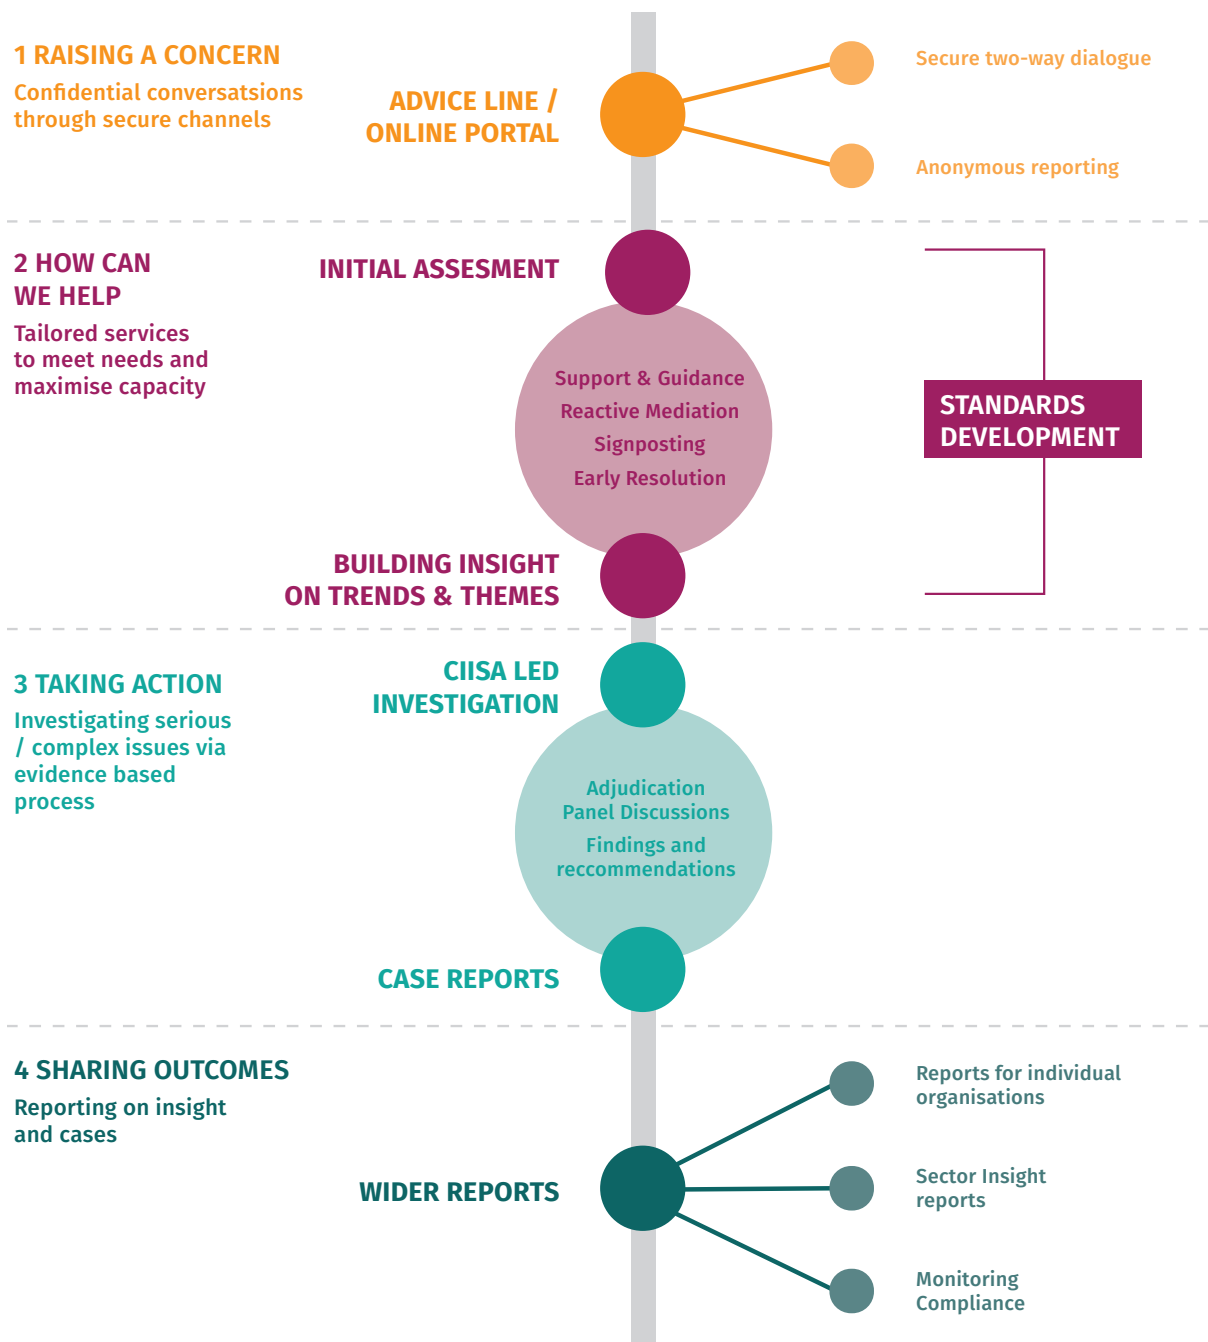 1 RAISING A CONCERN
Confidential conversatsions
through secure channels
ADVICE LINE /
ONLINE PORTAL
Secure two-way dialogue
Anonymous reporting
2 HOW CAN
WE HELP
Tailored services
to meet needs and
maximise capacity
INITIAL ASSESMENT
Support & Guidance
Reactive Mediation
Signposting
Early Resolution
STANDARDS
DEVELOPMENT
BUILDING INSIGHT
ON TRENDS & THEMES
3 TAKING ACTION
Investigating serious
/ complex issues via
evidence based
process
CIISA LED
INVESTIGATION
Adjudication
Panel Discussions
Findings and
reccommendations
CASE REPORTS
4 SHARING OUTCOMES
Reporting on insight
and cases
WIDER REPORTS
Reports for individual
organisations
Sector Insight
reports
Monitoring
Compliance